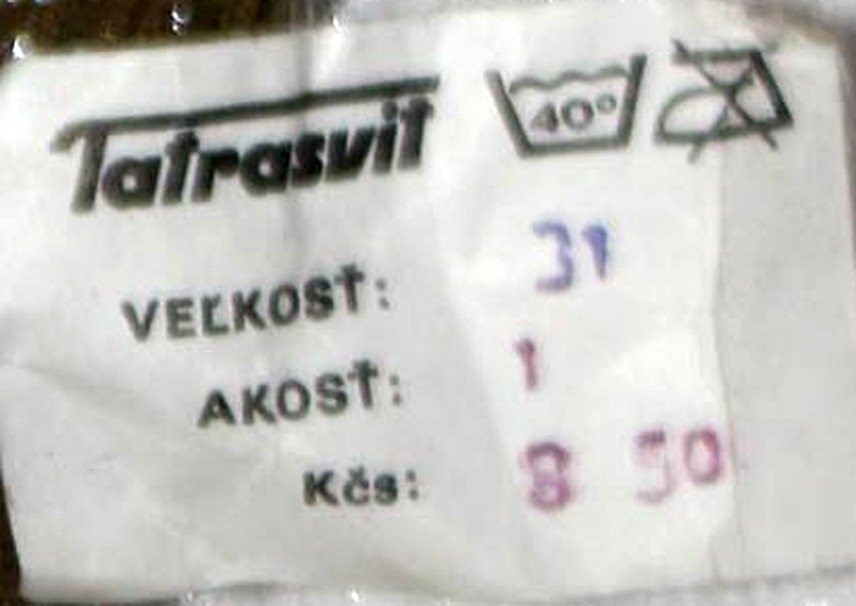 Tatrasvit 40°
VEĽKOSŤ: 31
AKOSŤ: 1
Kčs: 8 50